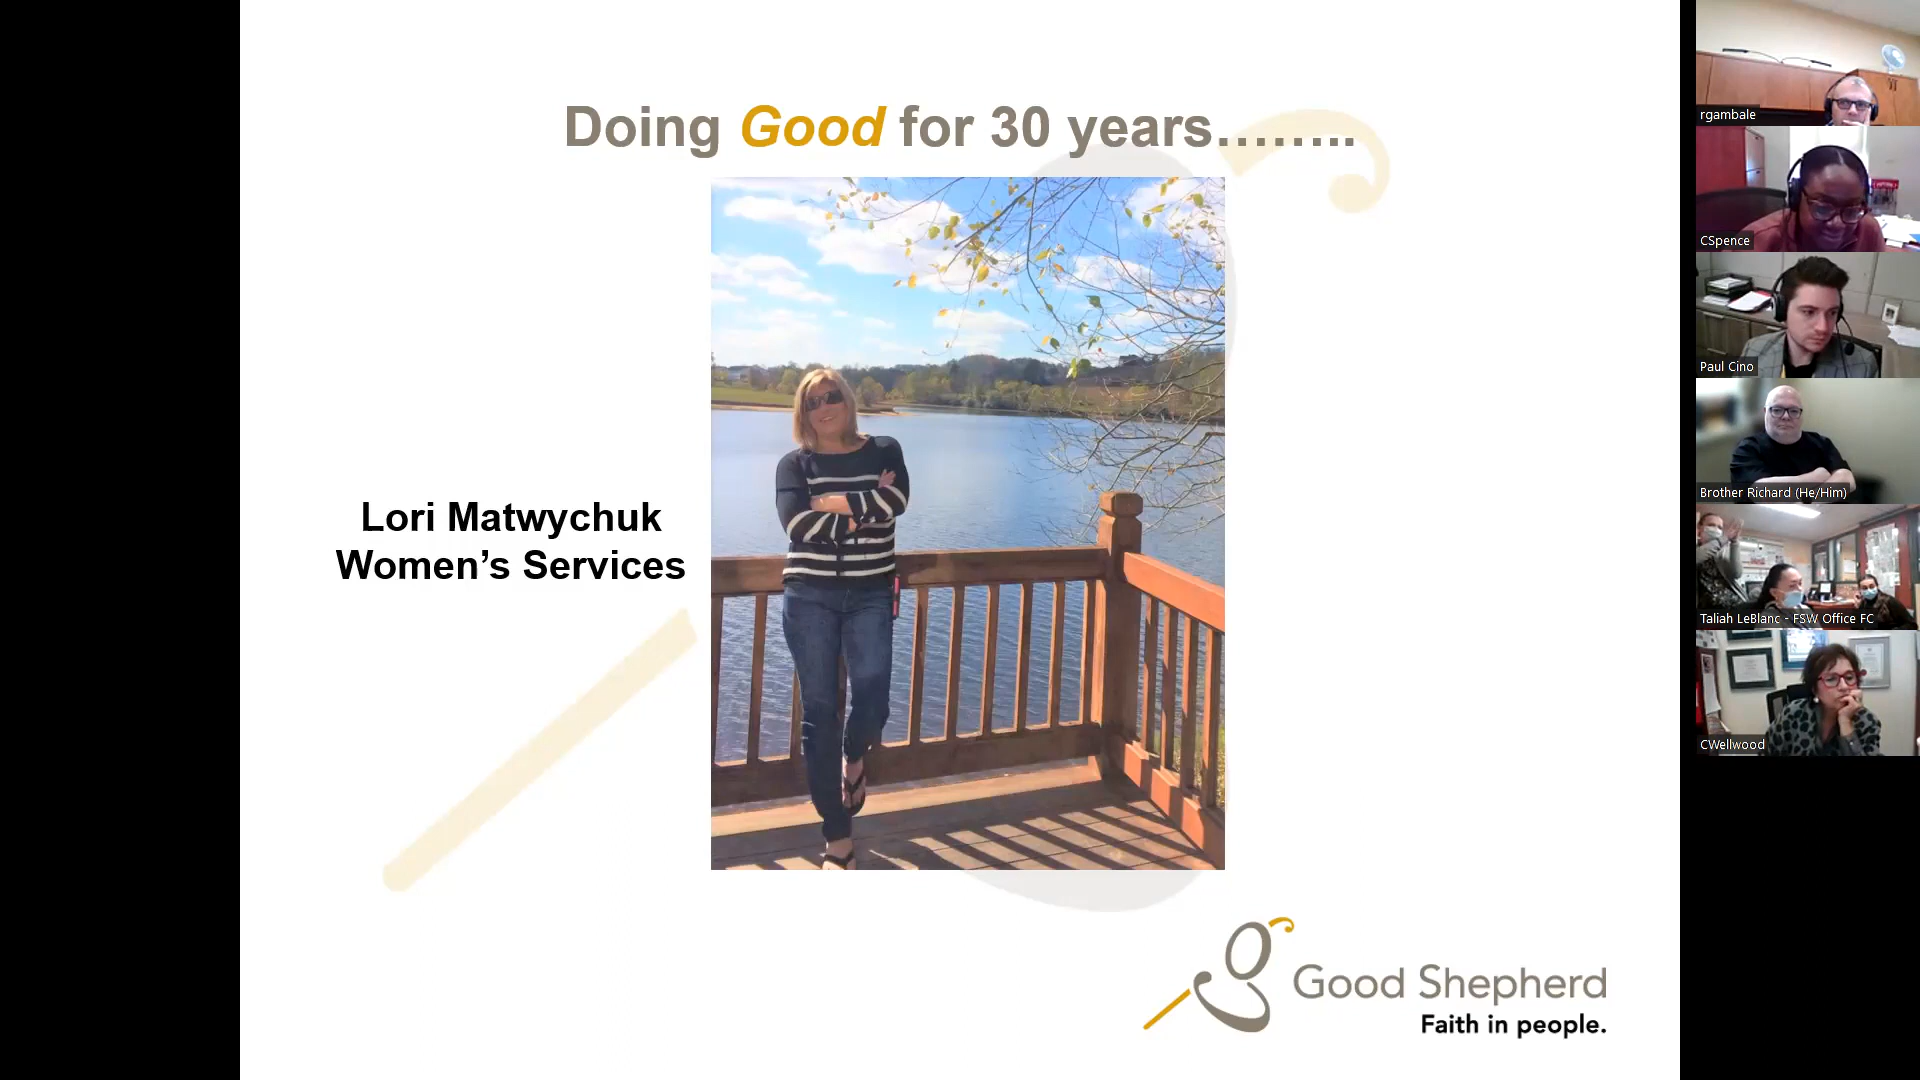 Doing Good for 30 years........
Lori Matwychuk
Women's Services
Good Shepherd
Faith in people.
rgambale
CSpence
Paul Cino
Brother Richard (He/Him)
Taliah LeBlanc - FSW Office FC
CWellwood